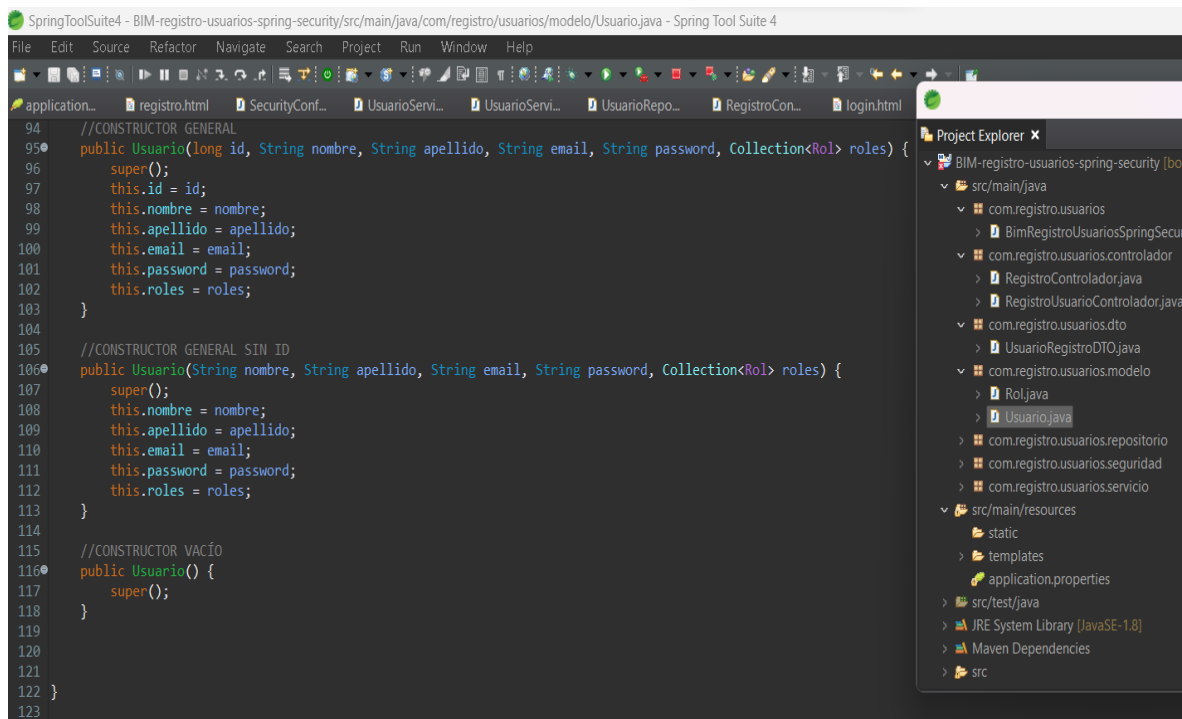 SpringToolSuite4 - BIM-registro-usuarios-spring-security/src/main/java/com/registro/usuarios/modelo/Usuario.java - Spring Tool Suite 4
File Edit Source Refactor Navigate Search Project Run Window Help
application... registro.html SecurityConf... UsuarioServi... UsuarioServi... UsuarioRepo... RegistroCon... login.html
94 //CONSTRUCTOR GENERAL
95 public Usuario(long id, String nombre, String apellido, String email, String password, Collection<Rol> roles) {
96 super();
97 this.id = id;
98 this.nombre = nombre;
99 this.apellido = apellido;
100 this.email = email;
101 this.password = password;
102 this.roles = roles;
103 }
104
105 //CONSTRUCTOR GENERAL SIN ID
106 public Usuario(String nombre, String apellido, String email, String password, Collection<Rol> roles) {
107 super();
108 this.nombre = nombre;
109 this.apellido = apellido;
110 this.email = email;
111 this.password = password;
112 this.roles = roles;
113 }
114
115 //CONSTRUCTOR VACÍO
116 public Usuario() {
117 super();
118 }
119
120
121
122 }
123
Project Explorer
BIM-registro-usuarios-spring-security [bo
src/main/java
com.registro.usuarios
BimRegistroUsuariosSpringSecur
com.registro.usuarios.controlador
RegistroControlador.java
RegistroUsuarioControlador.java
com.registro.usuarios.dto
UsuarioRegistroDTO.java
com.registro.usuarios.modelo
Rol.java
Usuario.java
com.registro.usuarios.repositorio
com.registro.usuarios.seguridad
com.registro.usuarios.servicio
src/main/resources
static
templates
application.properties
src/test/java
JRE System Library [JavaSE-1.8]
Maven Dependencies
src